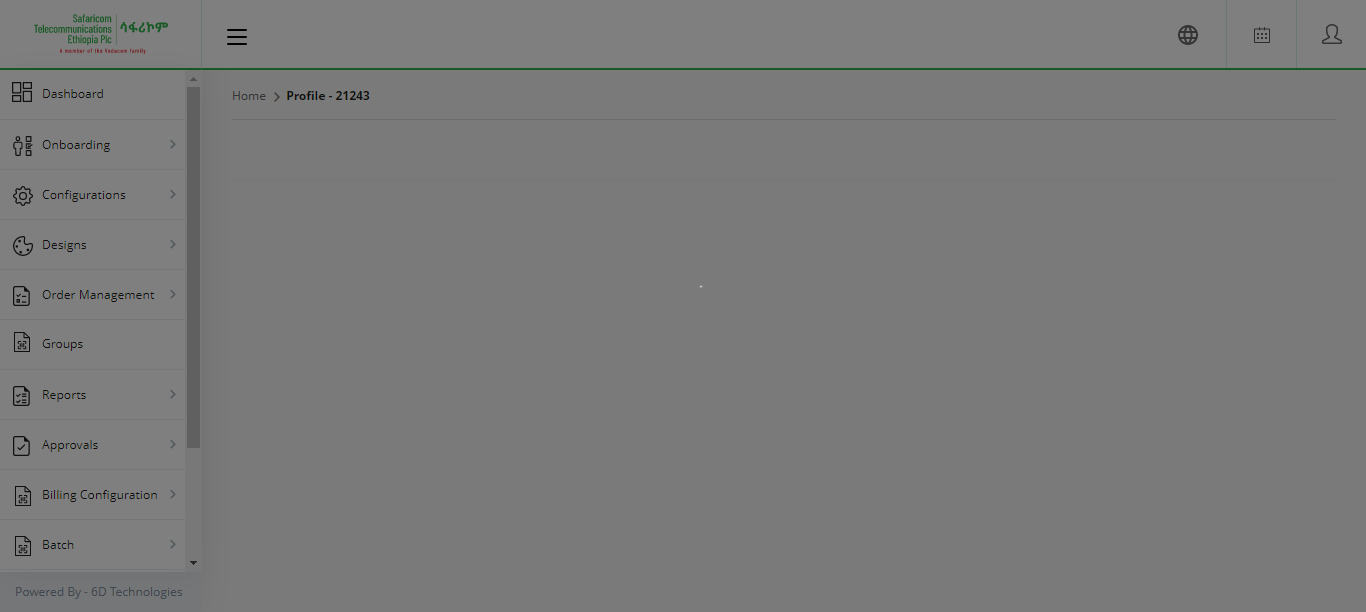 Safaricom
Telecommunications
Ethiopia Plc
ሳፋሪኮም
A member of the Vodacom family
Home > Profile - 21243
Dashboard
Onboarding
Configurations
Designs
Order Management
Groups
Reports
Approvals
Billing Configuration
Batch
Powered By - 6D Technologies